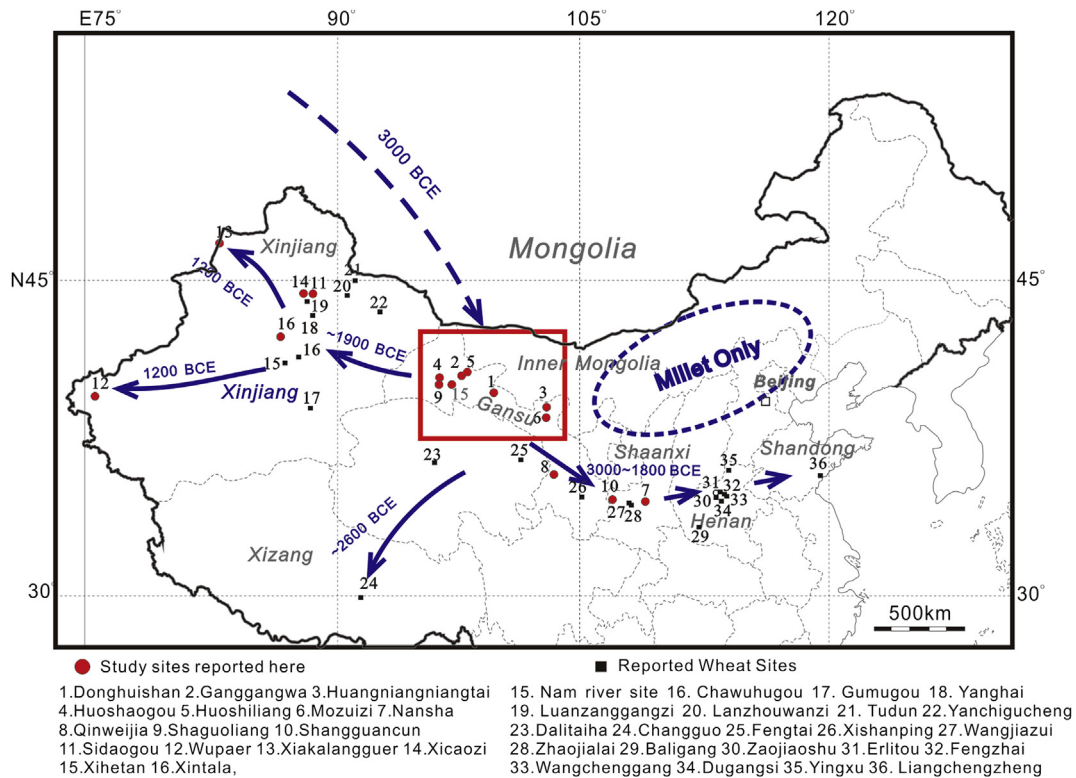 E75° 90° 105° 120°
3000 BCE
Mongolia
13 Xinjiang
1200 BCE
N45° 45°
14 11 21
20
19 22
18
16
~1900 BCE
15 16
Inner Mongolia
Millet Only
4 2 5
12 1200 BCE
Xinjiang
9 15 1 3
Beijing
17
Gansu 6
23 25
Shaanxi
Shandong
8 3000~1800 BCE
35 36
26 10 7 31 32
27 28 30 33
34
Henan
29
~2600 BCE
Xizang
24
30° 30°
500km
Study sites reported here
1.Donghuishan 2.Ganggangwa 3.Huangniangniangtai
4.Huoshaogou 5.Huoshiliang 6.Mozuizi 7.Nansha
8.Qinweijia 9.Shaguoliang 10.Shangguancun
11.Sidaogou 12.Wupaer 13.Xiakalangguer 14.Xicaozi
15.Xihetan 16.Xintala,
Reported Wheat Sites
15. Nam river site 16. Chawuhugou 17. Gumugou 18. Yanghai
19. Luanzanggangzi 20. Lanzhouwanzi 21. Tudun 22.Yanchigucheng
23.Dalitaiha 24.Changguo 25.Fengtai 26.Xishanping 27.Wangjiazui
28.Zhaojialai 29.Baligang 30.Zaojiaoshu 31.Erlitou 32.Fengzhai
33.Wangchenggang 34.Dugangsi 35.Yingxu 36. Liangchengzheng